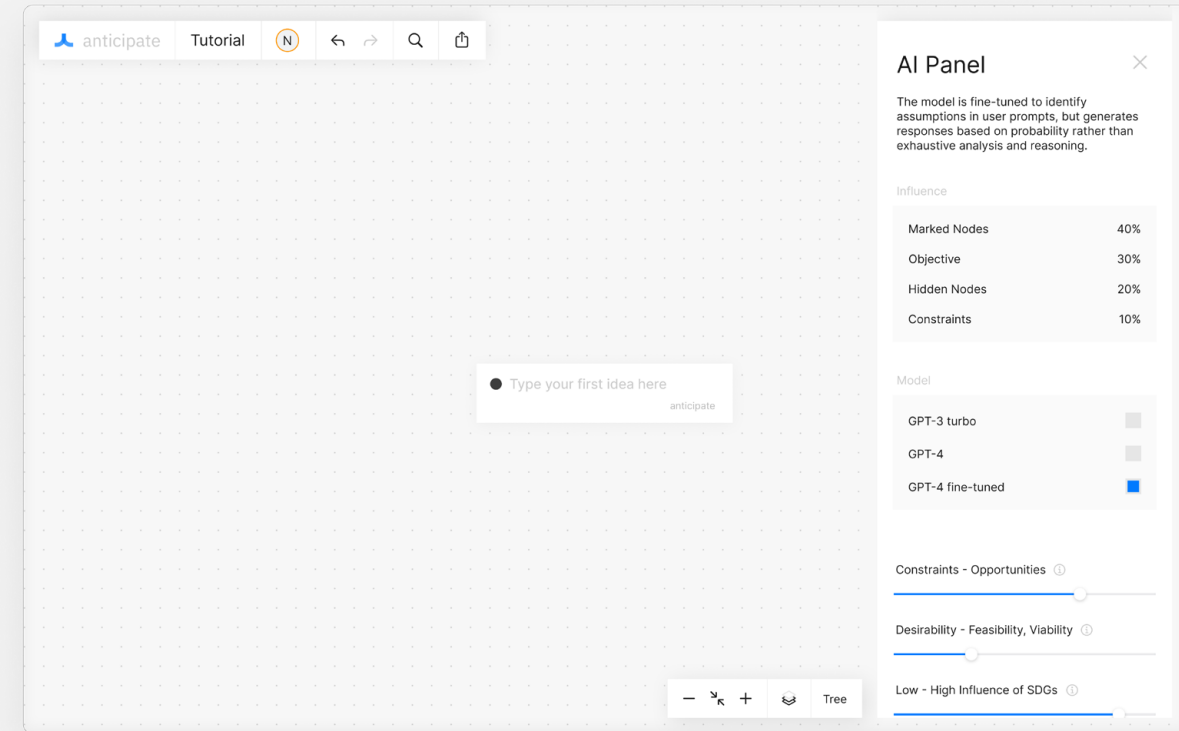 anticipate
Tutorial
N
AI Panel
The model is fine-tuned to identify
assumptions in user prompts, but generates
responses based on probability rather than
exhaustive analysis and reasoning.
Influence
Marked Nodes 40%
Objective 30%
Hidden Nodes 20%
Constraints 10%
Type your first idea here
anticipate
Model
GPT-3 turbo
GPT-4
GPT-4 fine-tuned
Constraints - Opportunities
Desirability - Feasibility, Viability
Low - High Influence of SDGs
Tree